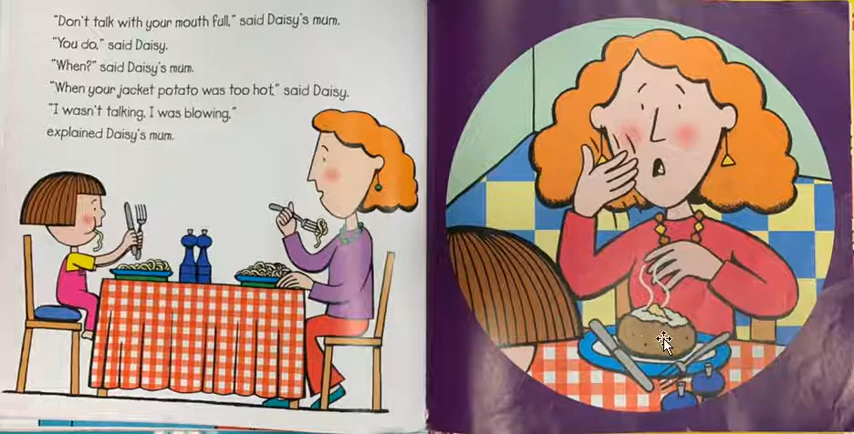 "Don't talk with your mouth full," said Daisy's mum.
"You do," said Daisy.
"When?" said Daisy's mum.
"When your jacket potato was too hot," said Daisy.
"I wasn't talking, I was blowing,"
explained Daisy's mum.